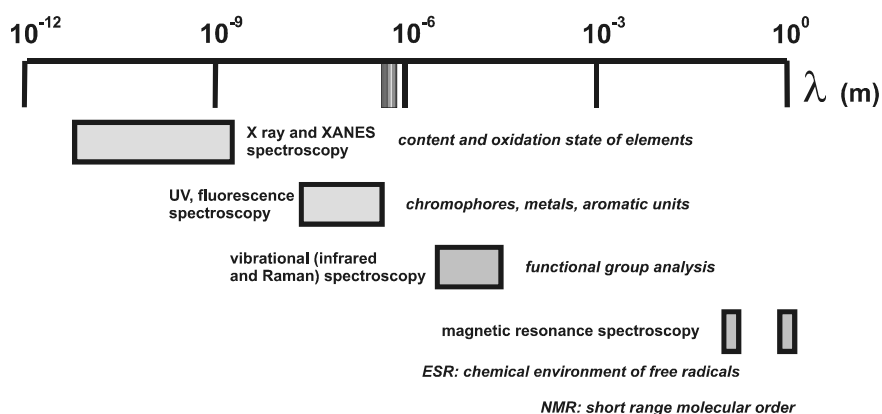 10^-12 10^-9 10^-6 10^-3 10^0
λ (m)
X ray and XANES
spectroscopy
content and oxidation state of elements
UV, fluorescence
spectroscopy
chromophores, metals, aromatic units
vibrational (infrared
and Raman) spectroscopy
functional group analysis
magnetic resonance spectroscopy
ESR: chemical environment of free radicals
NMR: short range molecular order